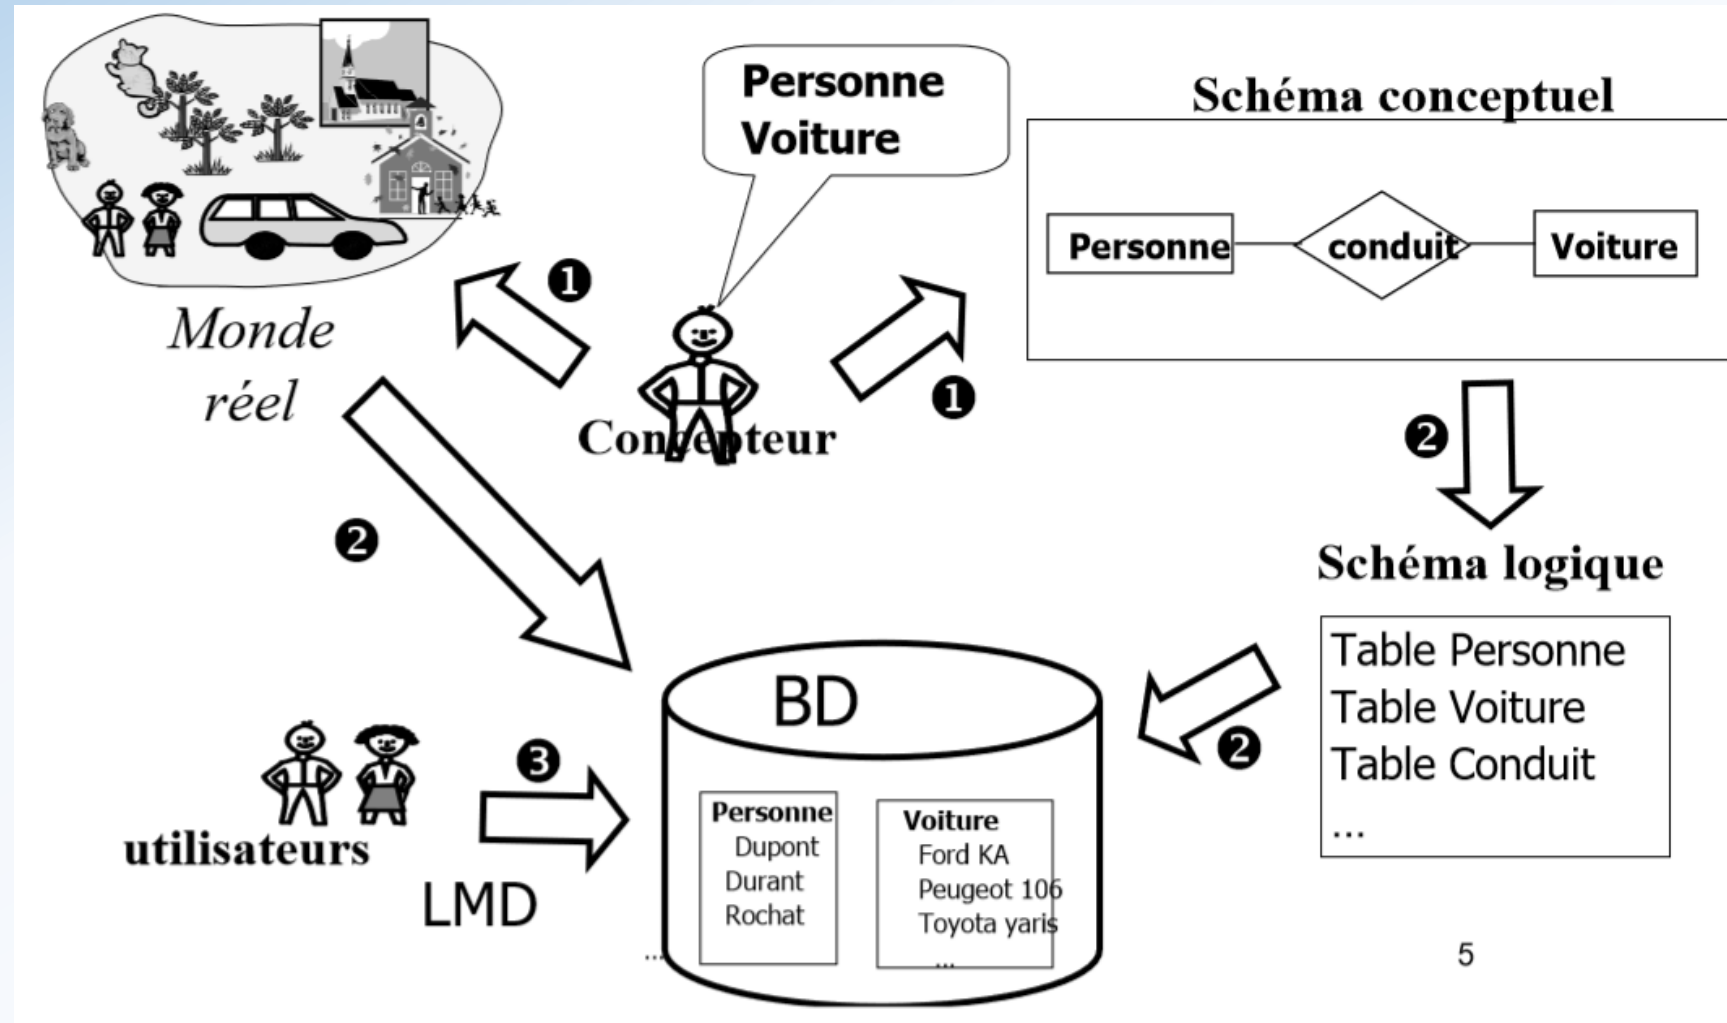 Personne
Voiture
Schéma conceptuel
Personne
conduit
Voiture
❶
❶
Monde
réel
Concepteur
❷
❷
Schéma logique
Table Personne
Table Voiture
Table Conduit
...
❷
BD
Personne
Dupont
Durant
Rochat
...
Voiture
Ford KA
Peugeot 106
Toyota yaris
...
❸
utilisateurs
LMD
5